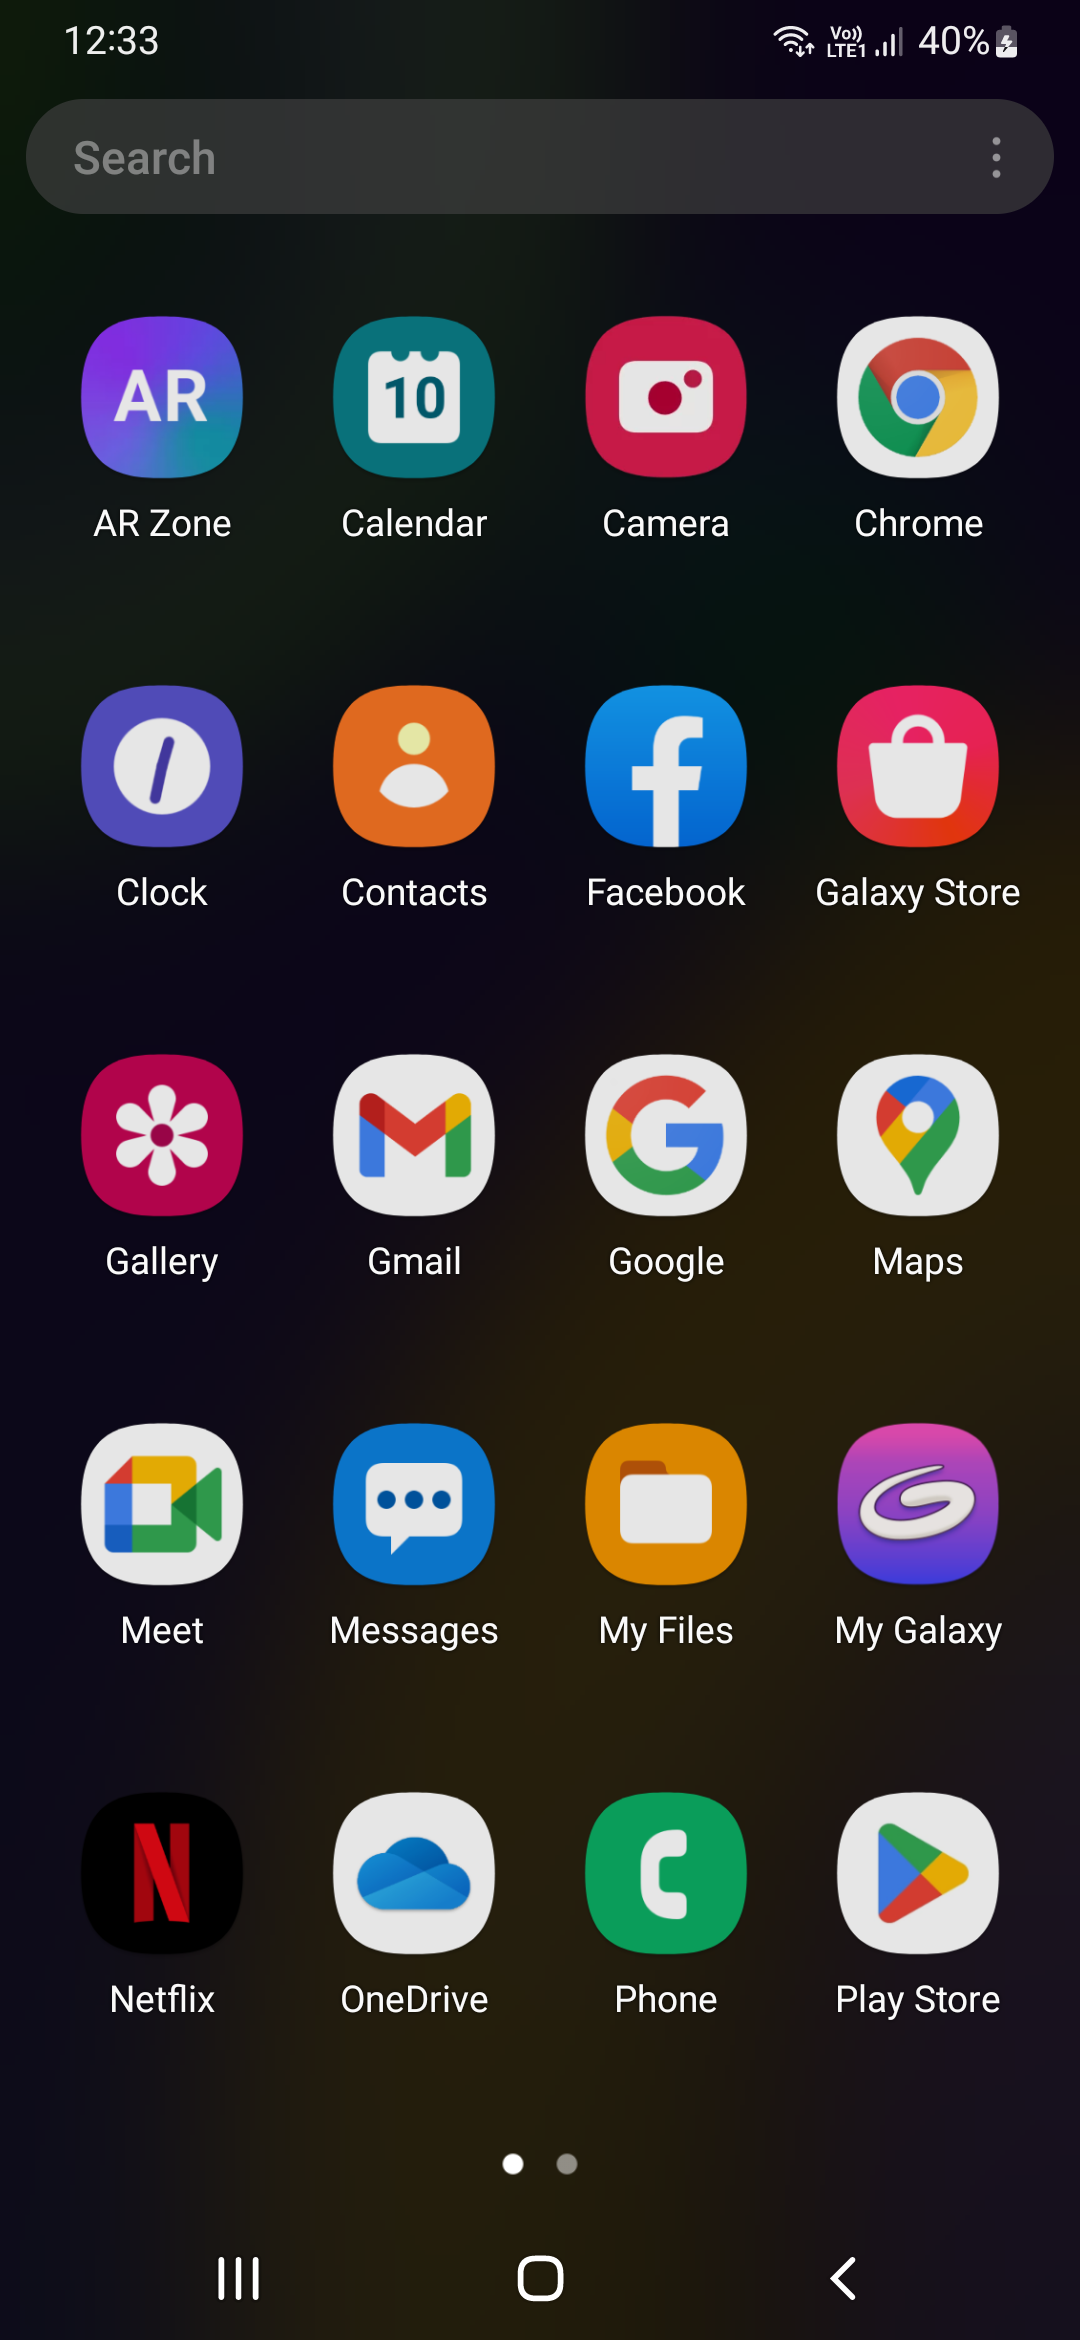 12:33 Vo)) LTE1 40%
Search
AR 10
AR Zone Calendar Camera Chrome
Clock Contacts Facebook Galaxy Store
Gallery Gmail Google Maps
Meet Messages My Files My Galaxy
N
Netflix OneDrive Phone Play Store